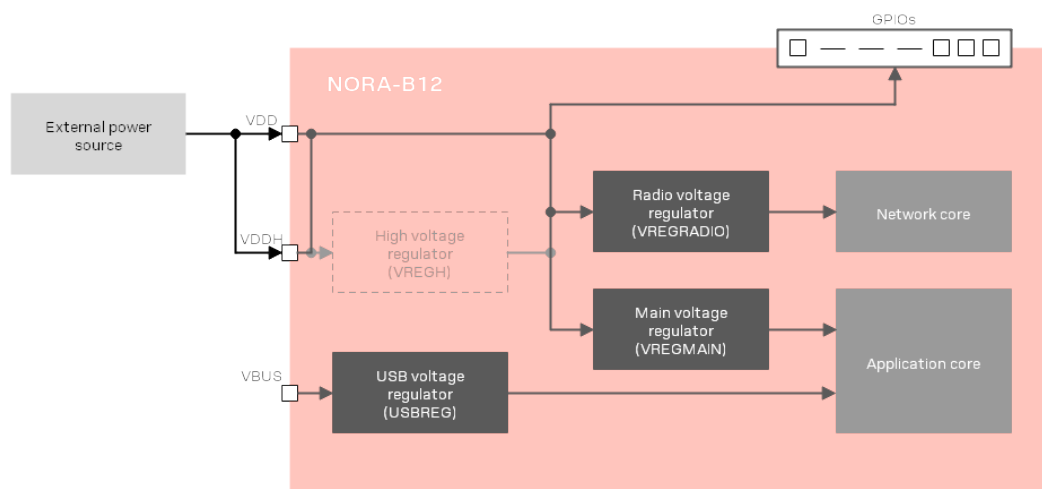 GPIOs
NORA-B12
External power
source
VDD
Radio voltage
regulator
(VREGRADIO)
Network core
VDDH
High voltage
regulator
(VREGH)
Main voltage
regulator
(VREGMAIN)
Application core
VBUS
USB voltage
regulator
(USBREG)